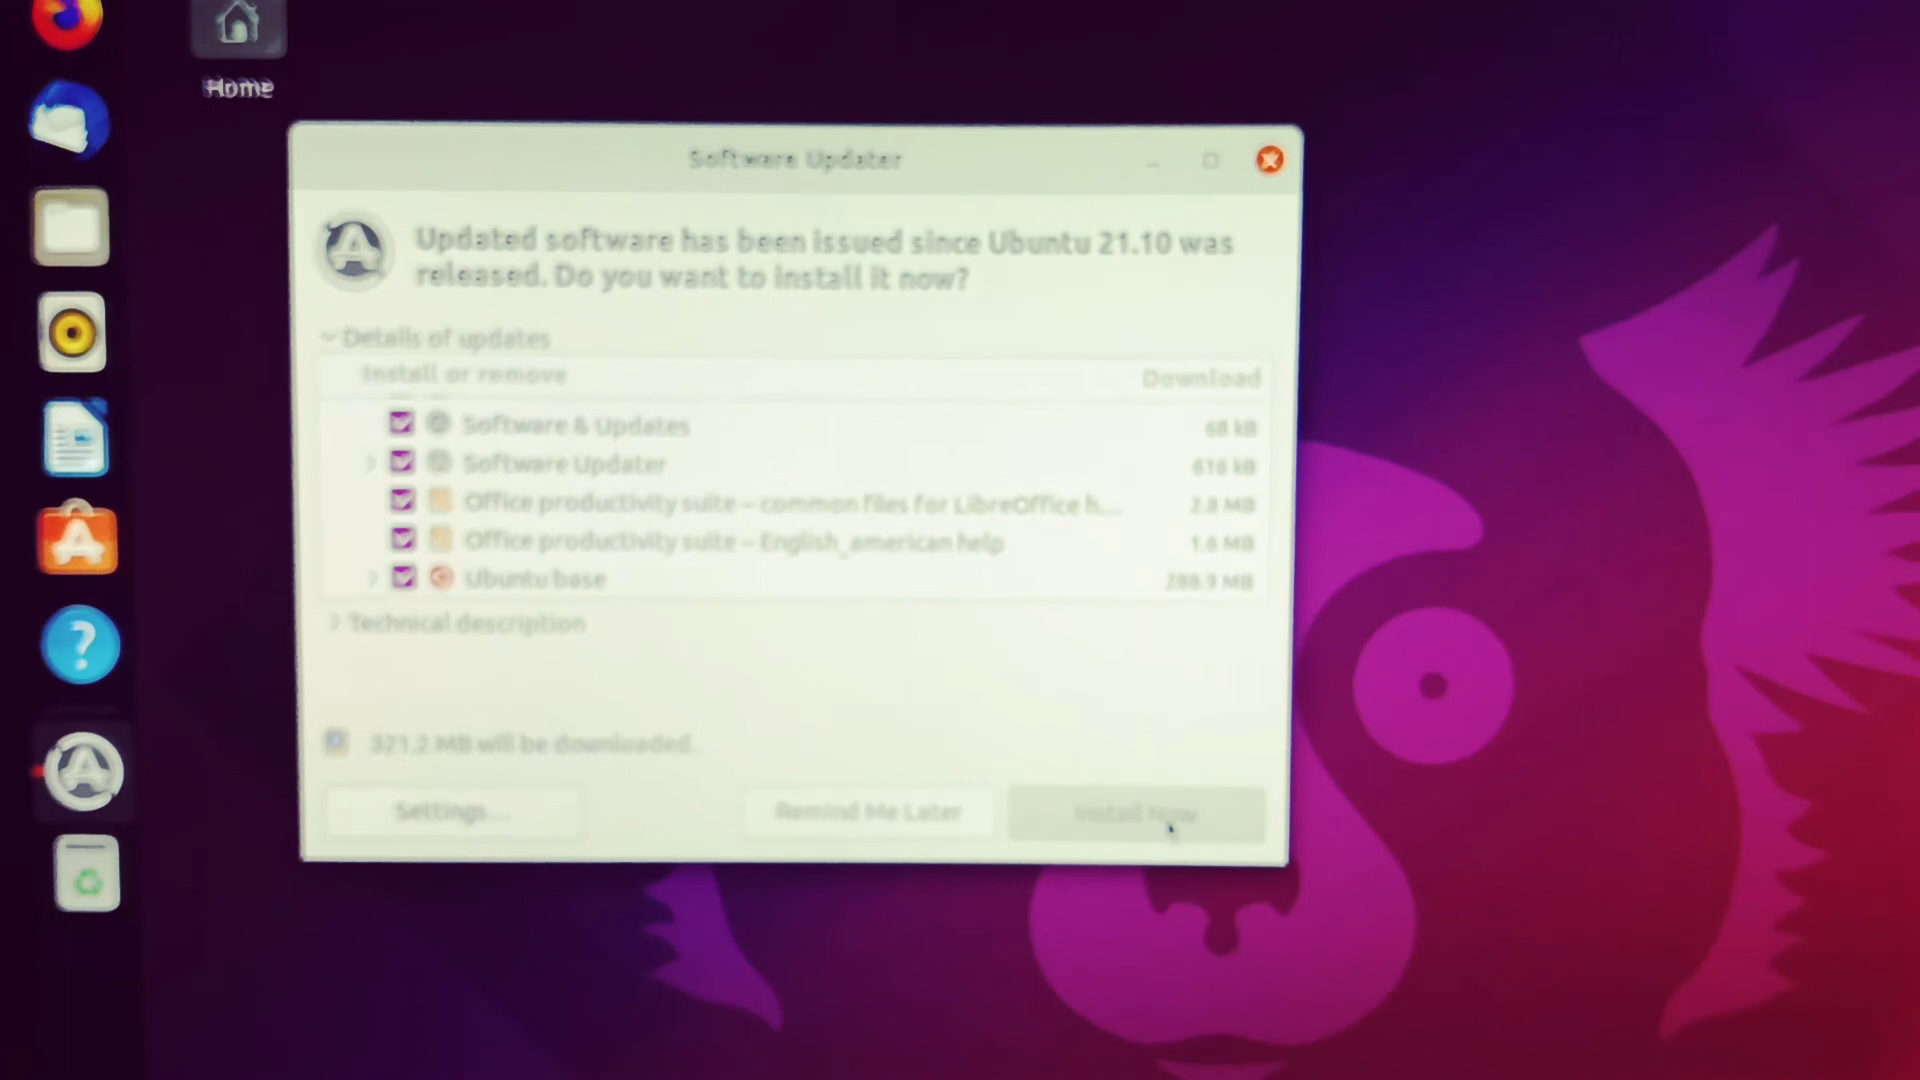 Home
Software Updater
Updated software has been issued since Ubuntu 21.10 was
released. Do you want to install it now?
Details of updates
Install or remove Download
Software & Updates 68 kB
Software Updater 616 kB
Office productivity suite – common files for LibreOffice h... 2.8 MB
Office productivity suite – English_american help 1.6 MB
Ubuntu base 288.9 MB
Technical description
321.2 MB will be downloaded.
Settings... Remind Me Later Install Now